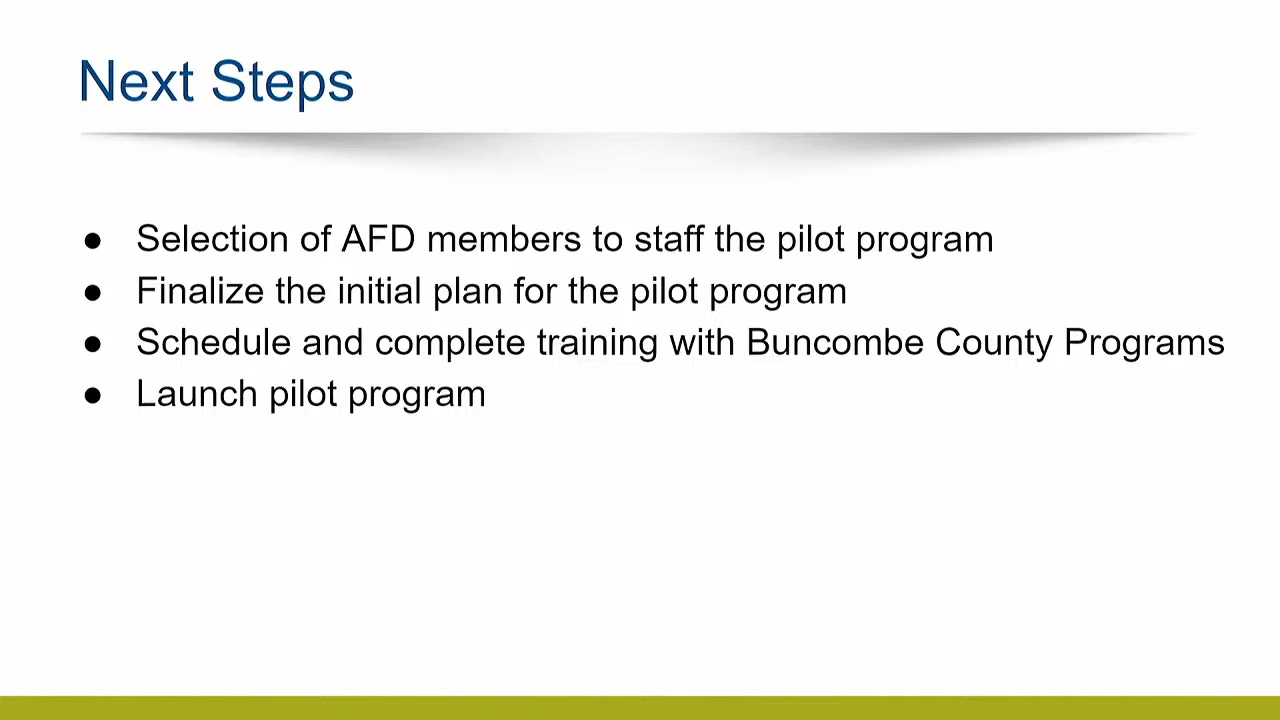 Next Steps
● Selection of AFD members to staff the pilot program
● Finalize the initial plan for the pilot program
● Schedule and complete training with Buncombe County Programs
● Launch pilot program